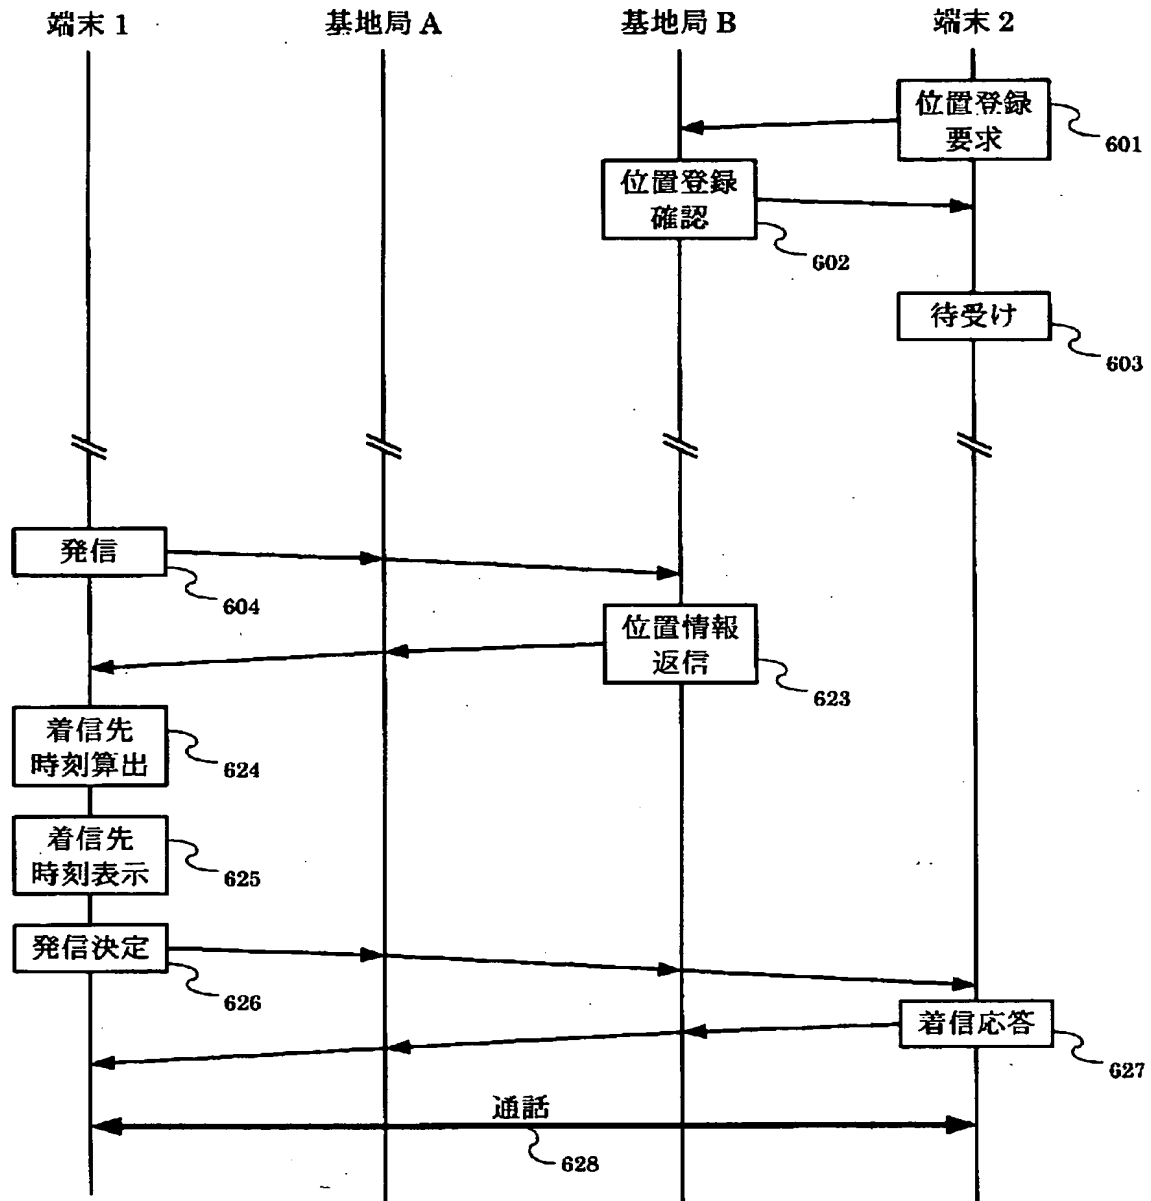 端末 1
基地局 A
基地局 B
端末 2
位置登録
要求
601
位置登録
確認
602
待受け
603
発信
604
位置情報
返信
623
着信先
時刻算出
624
着信先
時刻表示
625
発信決定
626
着信応答
627
通話
628